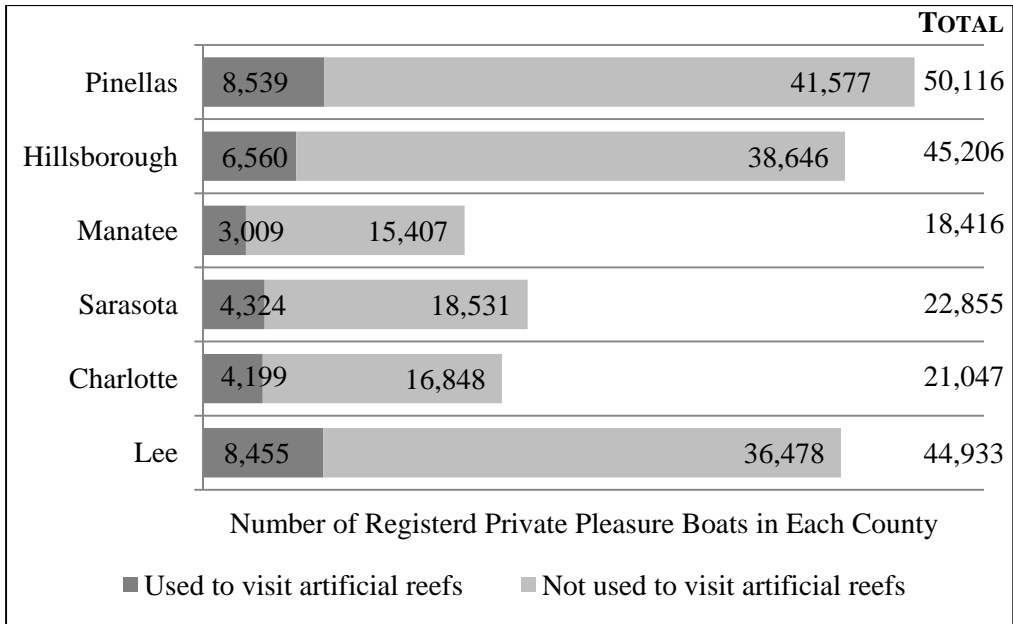 TOTAL
Pinellas 8,539 41,577 50,116
Hillsborough 6,560 38,646 45,206
Manatee 3,009 15,407 18,416
Sarasota 4,324 18,531 22,855
Charlotte 4,199 16,848 21,047
Lee 8,455 36,478 44,933
Number of Registerd Private Pleasure Boats in Each County
Used to visit artificial reefs Not used to visit artificial reefs